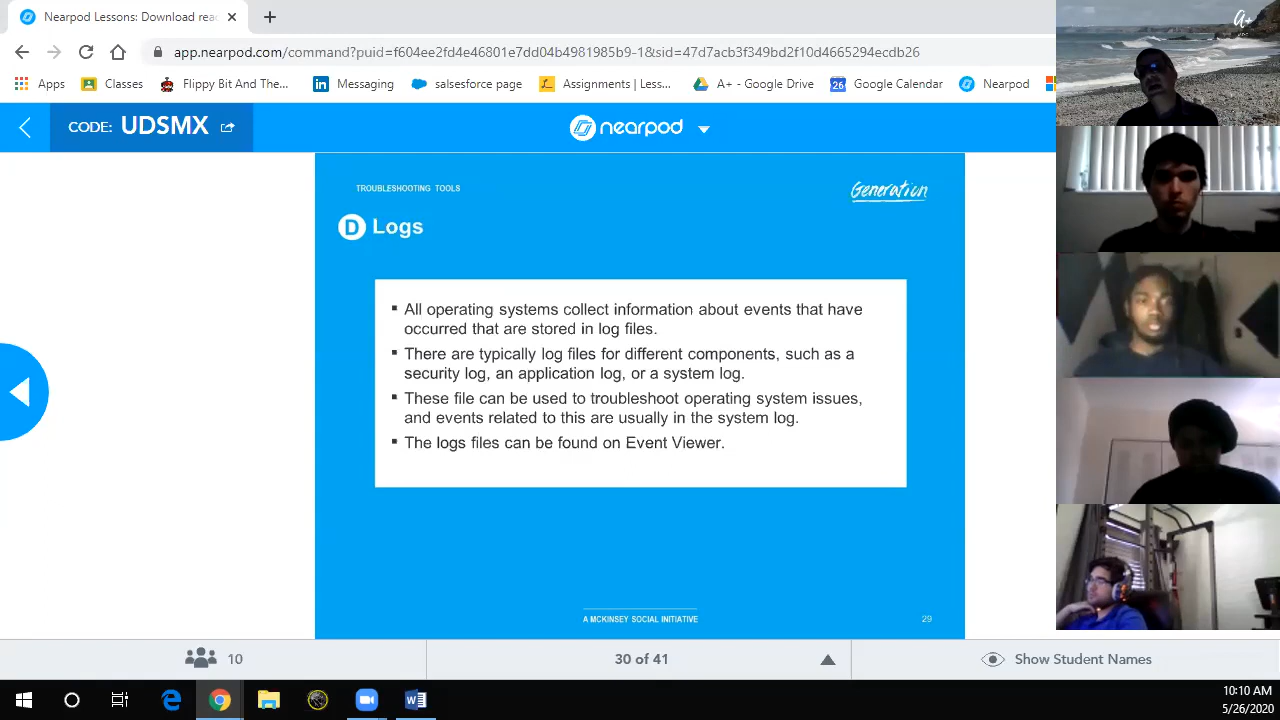 Nearpod Lessons: Download rea
app.nearpod.com/command?puid=f604ee2fd4e46801e7dd04b4981985b9-1&sid=47d7acb3f349bd2f10d4665294ecdb26
Apps
Classes
Flippy Bit And The...
Messaging
salesforce page
Assignments | Less...
A+ - Google Drive
26
Google Calendar
Nearpod
A+
CODE: UDSMX
nearpod
TROUBLESHOOTING TOOLS
Generation
D Logs
▪ All operating systems collect information about events that have
occurred that are stored in log files.
▪ There are typically log files for different components, such as a
security log, an application log, or a system log.
▪ These file can be used to troubleshoot operating system issues,
and events related to this are usually in the system log.
▪ The logs files can be found on Event Viewer.
A MCKINSEY SOCIAL INITIATIVE
29
10
30 of 41
Show Student Names
10:10 AM
5/26/2020